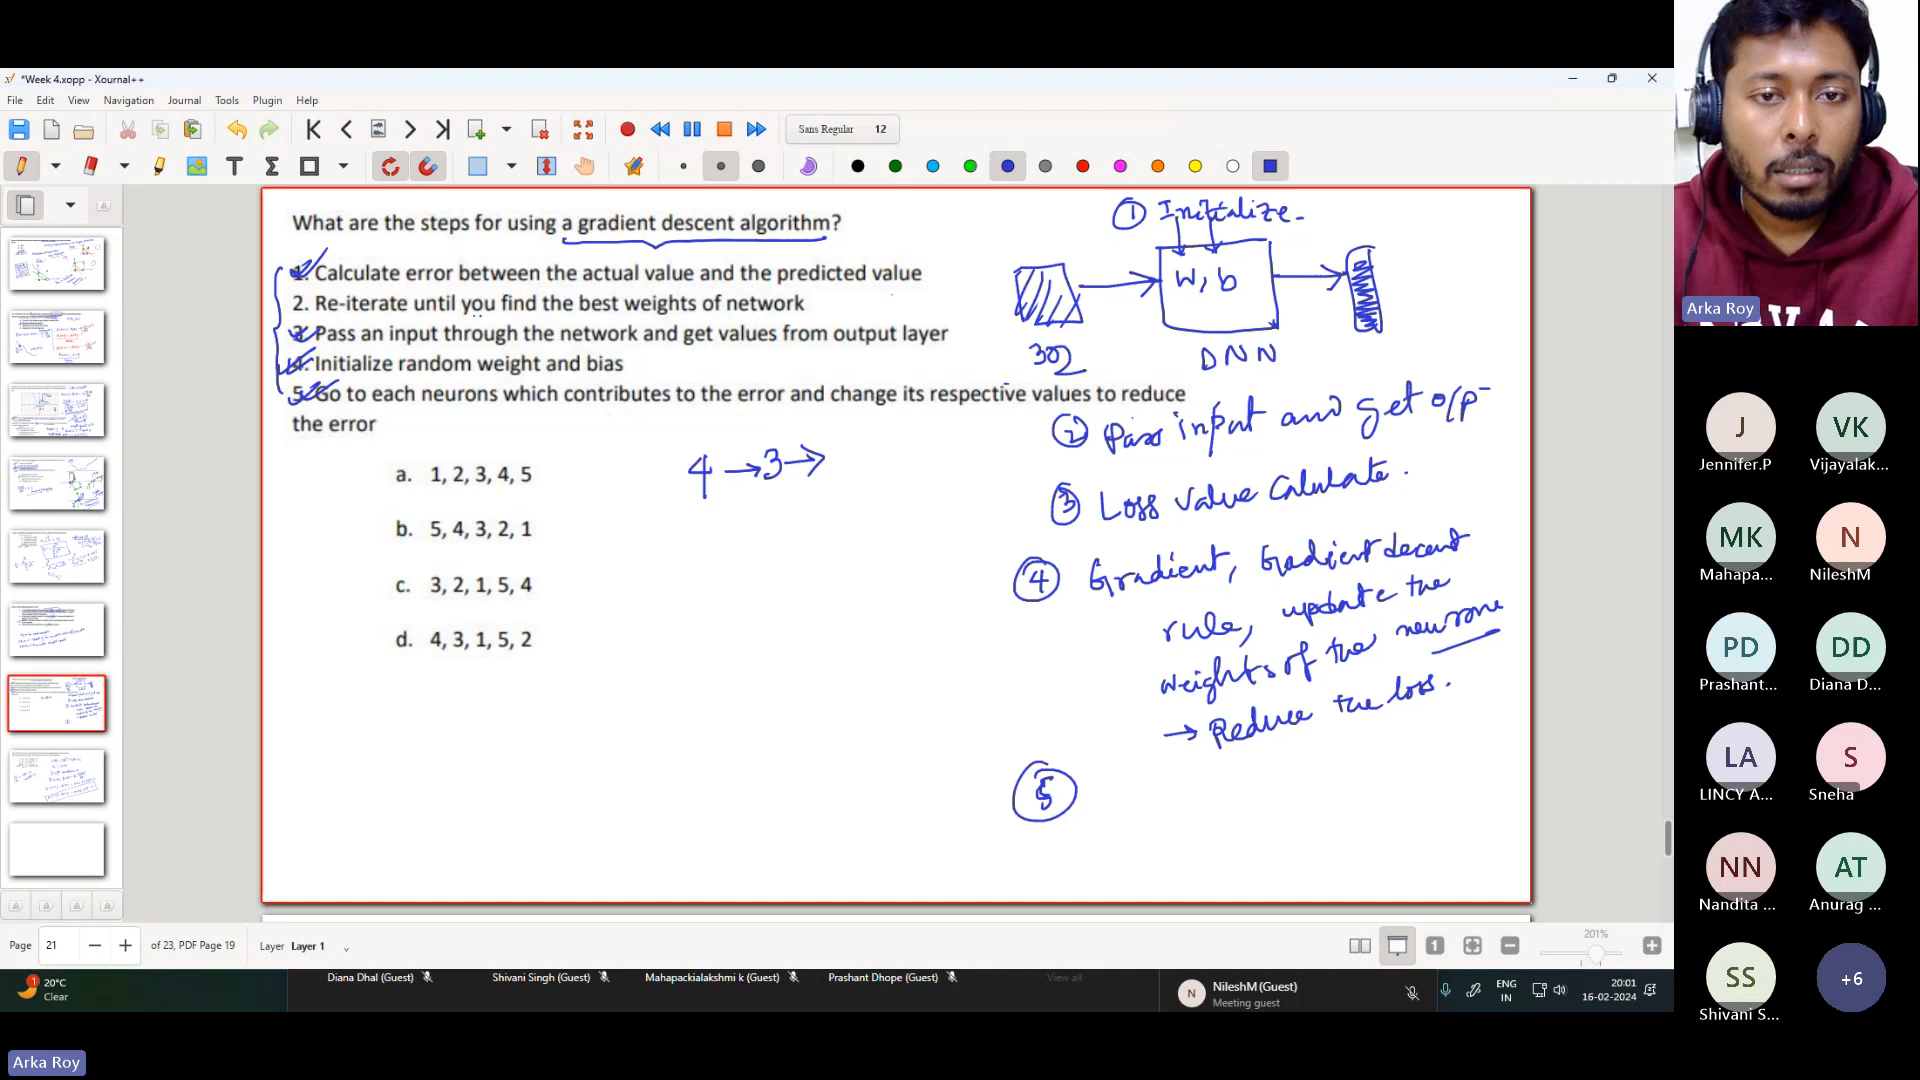 *Week 4.xopp - Xournal++
File Edit View Navigation Journal Tools Plugin Help
Sans Regular 12
What are the steps for using a gradient descent algorithm?
1. Calculate error between the actual value and the predicted value
2. Re-iterate until you find the best weights of network
3. Pass an input through the network and get values from output layer
4. Initialize random weight and bias
5. Go to each neurons which contributes to the error and change its respective values to reduce
the error
a. 1, 2, 3, 4, 5
b. 5, 4, 3, 2, 1
c. 3, 2, 1, 5, 4
d. 4, 3, 1, 5, 2
4 → 3 →
① Initialize-
W, b
DNN
② Pass input and get o/p-
③ Loss value Calulate.
④ Gradient, Gradient decent
rule, update the
weights of the neurone
→ Reduce the loss.
⑤
Page 21 of 23, PDF Page 19 Layer Layer 1
201%
1
1
20°C
Clear
Diana Dhal (Guest) Shivani Singh (Guest) Mahapackialakshmi k (Guest) Prashant Dhope (Guest) View all
N NileshM (Guest)
Meeting guest
ENG
IN
20:01
16-02-2024
Arka Roy
Arka Roy
J VK
Jennifer.P Vijayalak...
MK N
Mahapa... NileshM
PD DD
Prashant... Diana D...
LA S
LINCY A... Sneha
NN AT
Nandita ... Anurag ...
SS +6
Shivani S...